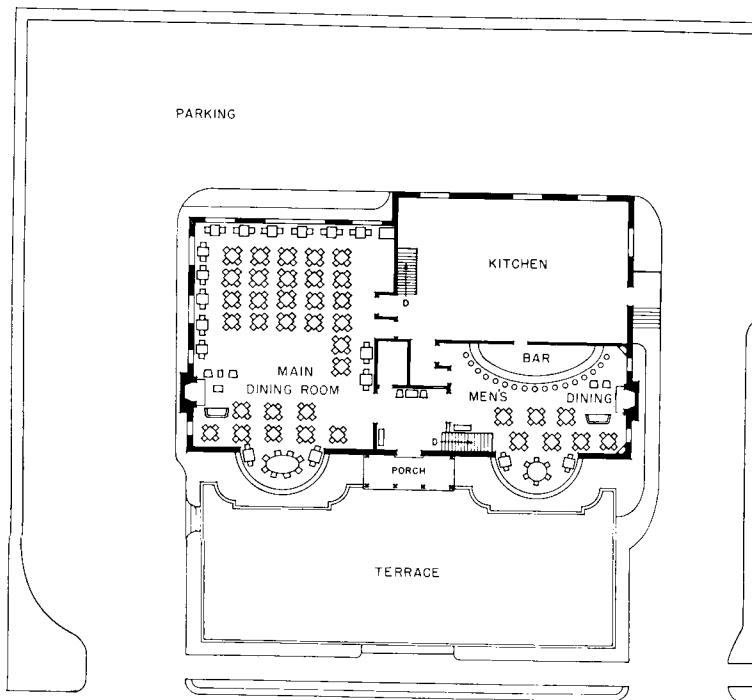 PARKING
KITCHEN
BAR
MAIN
DINING ROOM
MEN'S DINING
D
D
PORCH
TERRACE